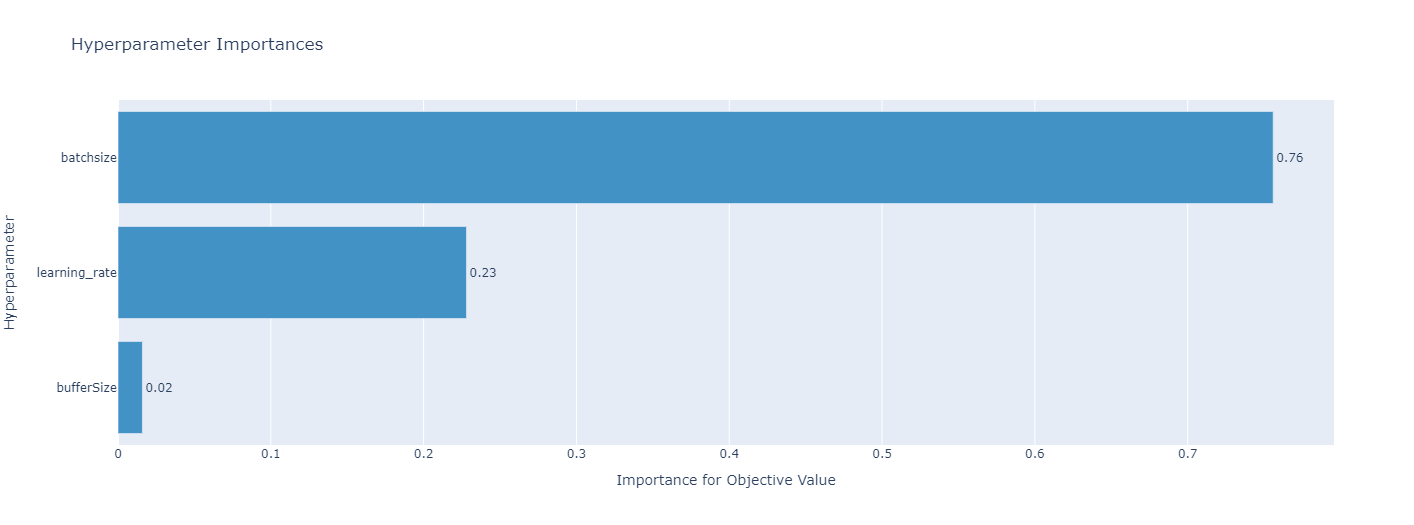 Hyperparameter Importances
Hyperparameter
batchsize
0.76
learning_rate
0.23
bufferSize
0.02
0 0.1 0.2 0.3 0.4 0.5 0.6 0.7
Importance for Objective Value